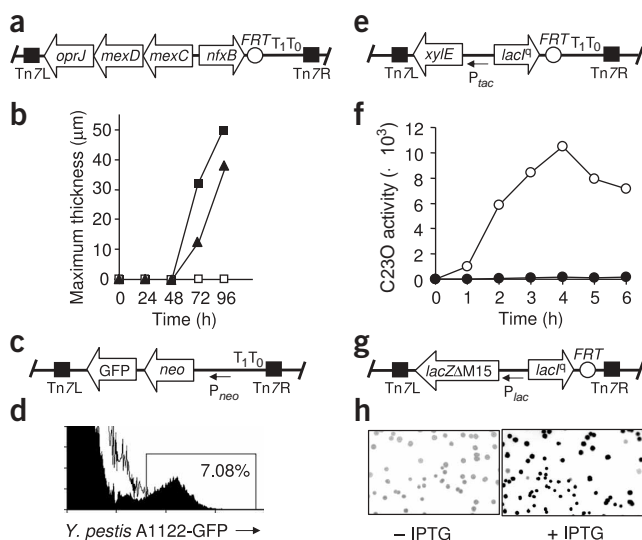 a
oprJ mexD mexC nfxB FRT T₁T₀
Tn7L Tn7R
b
Maximum thickness (μm)
50
40
30
20
10
0
0 24 48 72 96
Time (h)
c
GFP neo T₁T₀
Tn7L Pneo Tn7R
d
7.08%
Y. pestis A1122-GFP →
e
xylE lacIq FRT T₁T₀
Tn7L Ptac Tn7R
f
C23O activity (· 10³)
12
10
8
6
4
2
0
0 1 2 3 4 5 6
Time (h)
g
lacZΔM15 lacIq FRT
Tn7L Plac Tn7R
h
– IPTG + IPTG